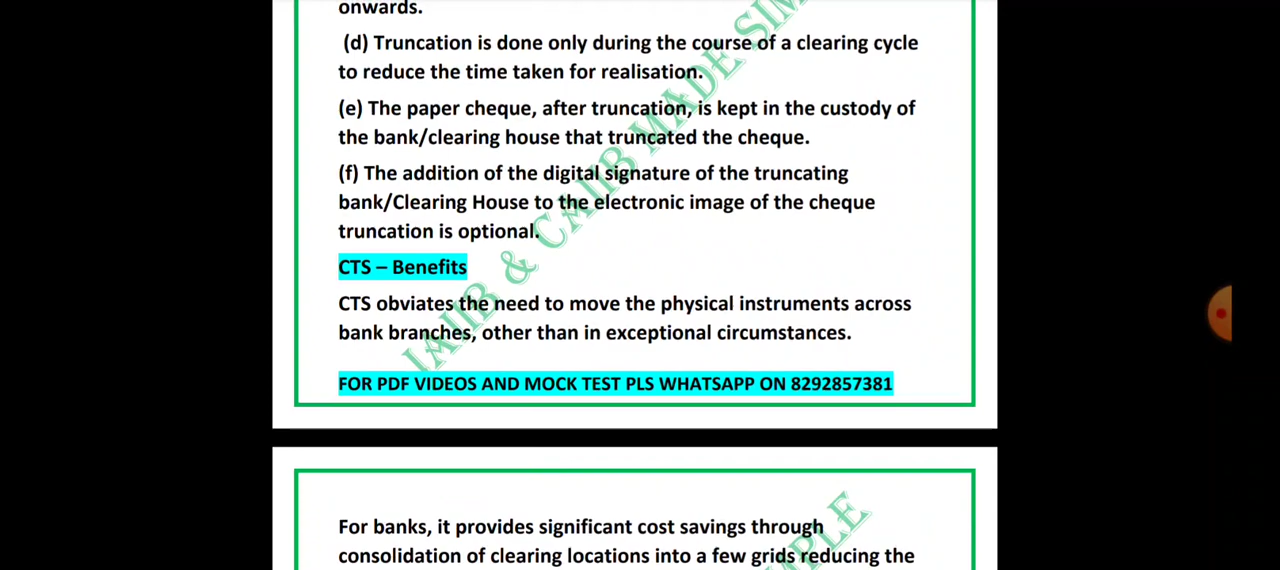 onwards.
(d) Truncation is done only during the course of a clearing cycle
to reduce the time taken for realisation.
(e) The paper cheque, after truncation, is kept in the custody of
the bank/clearing house that truncated the cheque.
(f) The addition of the digital signature of the truncating
bank/Clearing House to the electronic image of the cheque
truncation is optional.
CTS – Benefits
CTS obviates the need to move the physical instruments across
bank branches, other than in exceptional circumstances.
JAIIB & CAIIB MADE SIM
FOR PDF VIDEOS AND MOCK TEST PLS WHATSAPP ON 8292857381
For banks, it provides significant cost savings through
consolidation of clearing locations into a few grids reducing the
MPLE